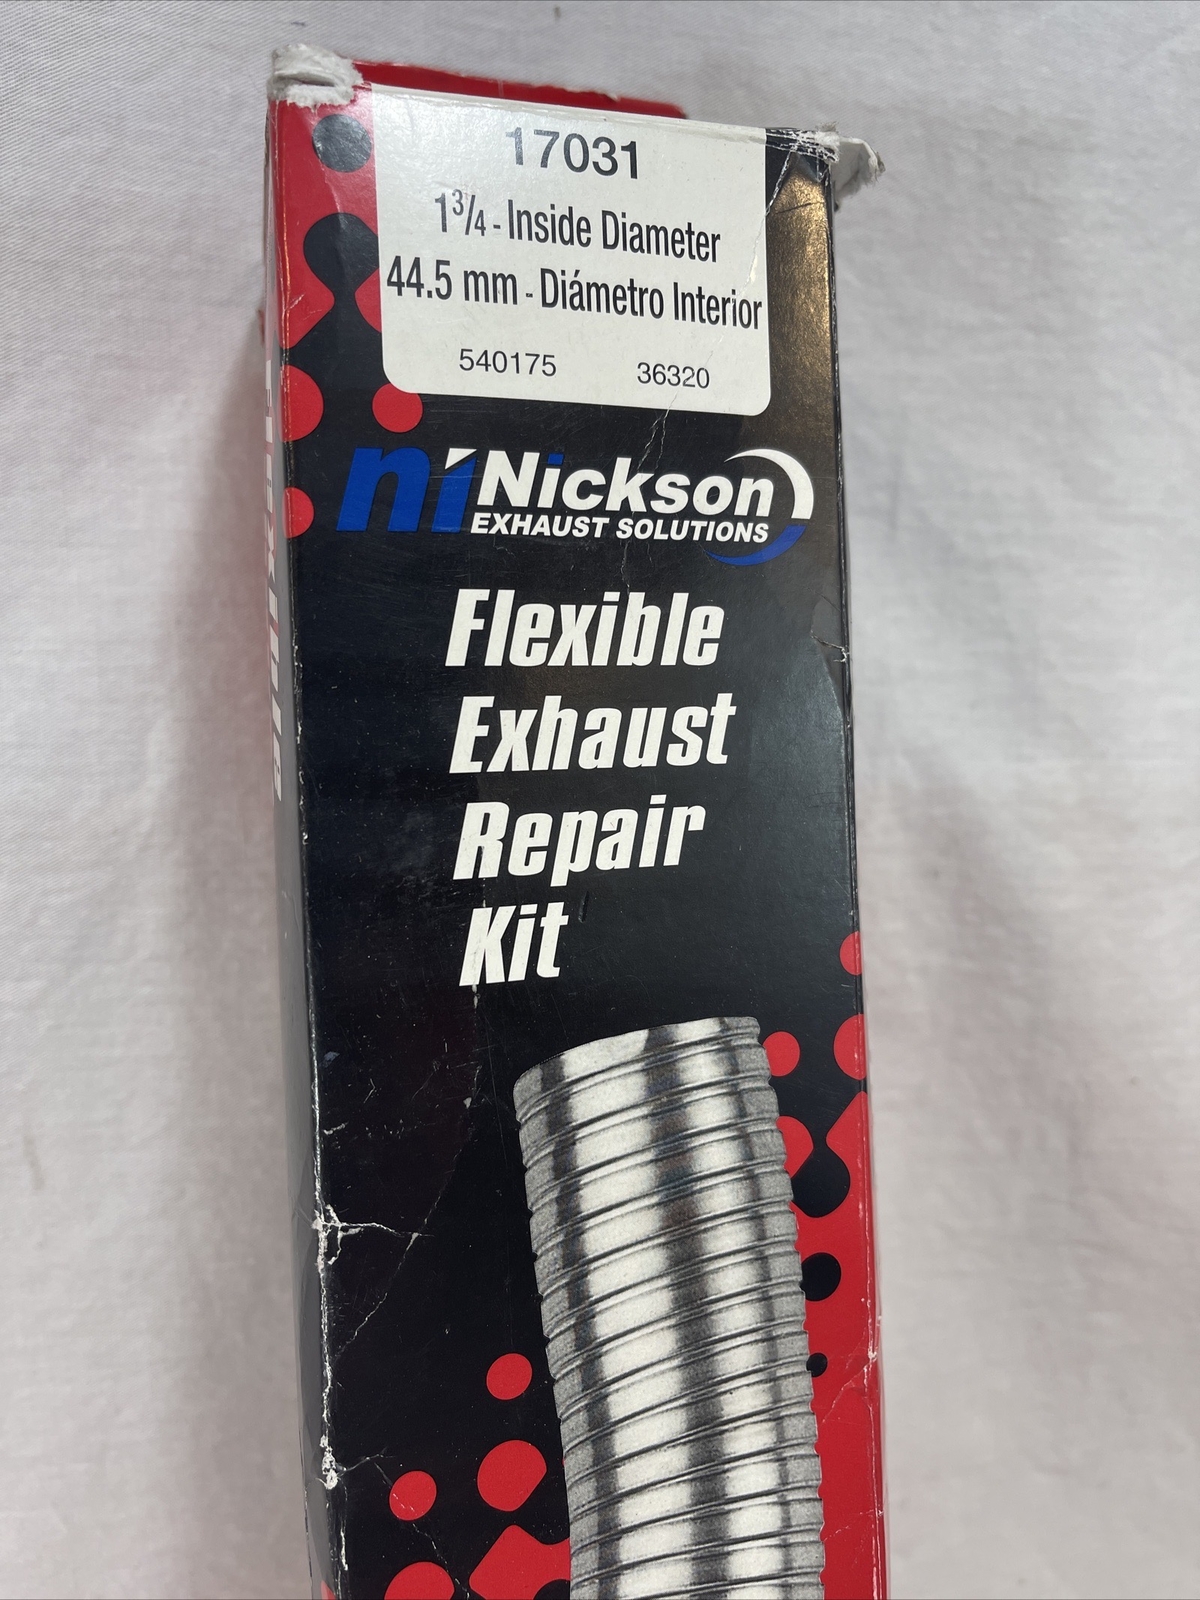 17031
1 3/4 - Inside Diameter
44.5 mm - Diámetro Interior
540175 36320
ni Nickson
EXHAUST SOLUTIONS
Flexible
Exhaust
Repair
Kit